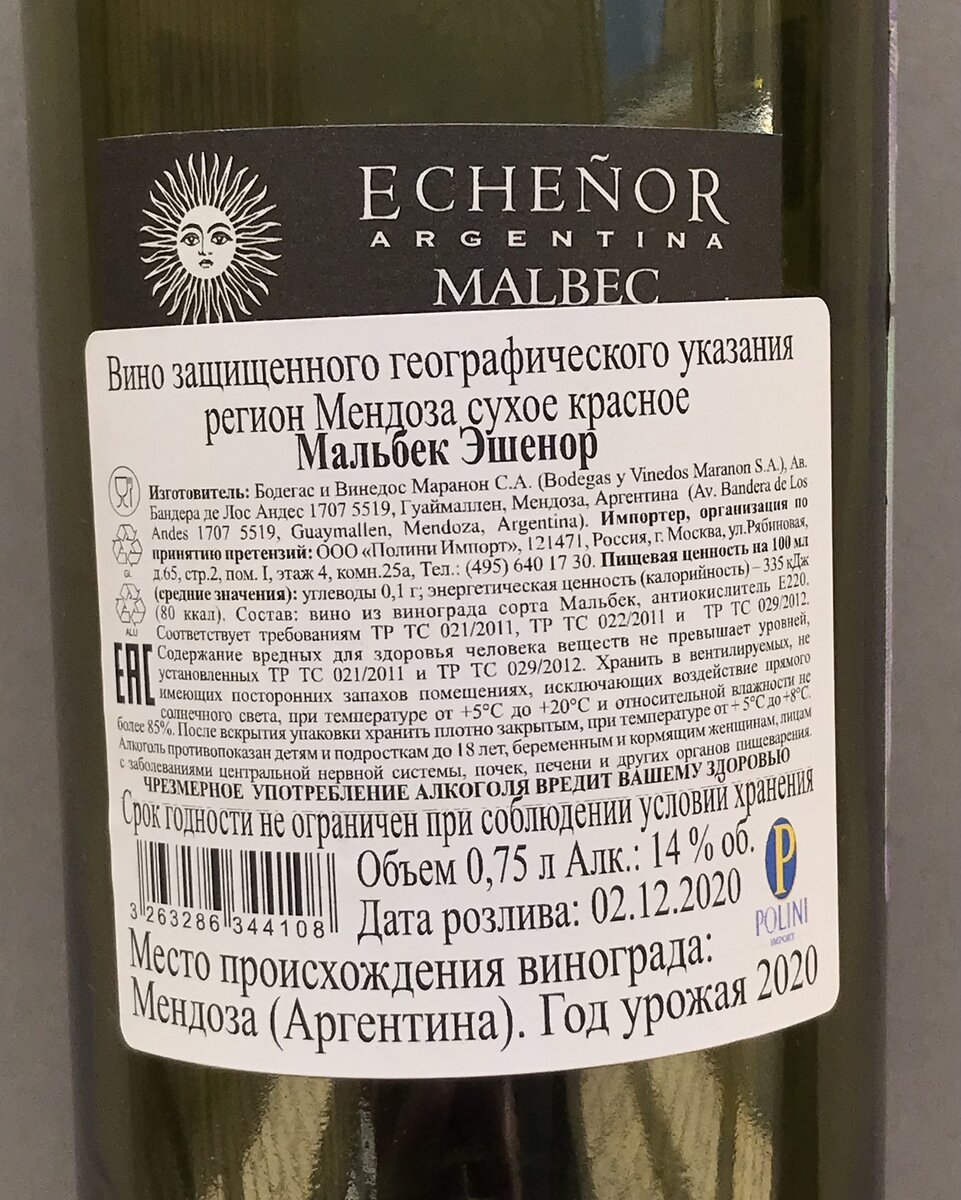 ECHEÑOR
ARGENTINA
MALBEC
Вино защищенного географического указания
регион Мендоза сухое красное
Мальбек Эшенор
Изготовитель: Бодегас и Винедос Маранон С.А. (Bodegas y Vinedos Maranon S.A.), Ав.
Бандера де Лос Андес 1707 5519, Гуаймаллен, Мендоза, Аргентина (Av. Bandera de Los
Andes 1707 5519, Guaymallen, Mendoza, Argentina). Импортер, организация по
принятию претензий: ООО «Полини Импорт», 121471, Россия, г. Москва, ул.Рябиновая,
д.65, стр.2, пом. I, этаж 4, комн.25а, Тел.: (495) 640 17 30. Пищевая ценность на 100 мл
(средние значения): углеводы 0,1 г; энергетическая ценность (калорийность) – 335 кДж
(80 ккал). Состав: вино из винограда сорта Мальбек, антиокислитель Е220.
Соответствует требованиям ТР ТС 021/2011, ТР ТС 022/2011 и ТР ТС 029/2012.
Содержание вредных для здоровья человека веществ не превышает уровней,
установленных ТР ТС 021/2011 и ТР ТС 029/2012. Хранить в вентилируемых, не
имеющих посторонних запахов помещениях, исключающих воздействие прямого
солнечного света, при температуре от +5°C до +20°C и относительной влажности не
более 85%. После вскрытия упаковки хранить плотно закрытым, при температуре от + 5°C до +8°C.
Алкоголь противопоказан детям и подросткам до 18 лет, беременным и кормящим женщинам, лицам
с заболеваниями центральной нервной системы, почек, печени и других органов пищеварения.
ЧРЕЗМЕРНОЕ УПОТРЕБЛЕНИЕ АЛКОГОЛЯ ВРЕДИТ ВАШЕМУ ЗДОРОВЬЮ
Срок годности не ограничен при соблюдении условий хранения
GL
ALU
EAC
Объем 0,75 л Алк.: 14 % об.
Дата розлива: 02.12.2020
3 263286 344108
P
POLINI
IMPORT
Место происхождения винограда:
Мендоза (Аргентина). Год урожая 2020